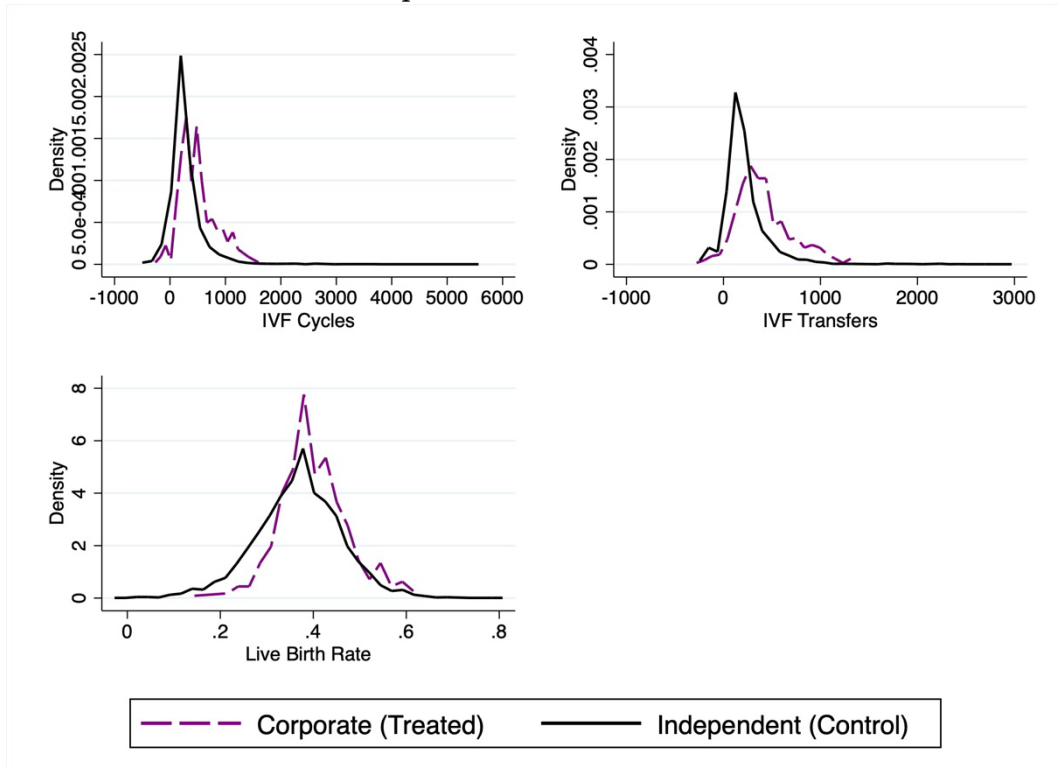 Density
0 5.0e-04.001.0015.002.0025
-1000 0 1000 2000 3000 4000 5000 6000
IVF Cycles
Density
0 .001 .002 .003 .004
-1000 0 1000 2000 3000
IVF Transfers
Density
0 2 4 6 8
0 .2 .4 .6 .8
Live Birth Rate
Corporate (Treated) Independent (Control)